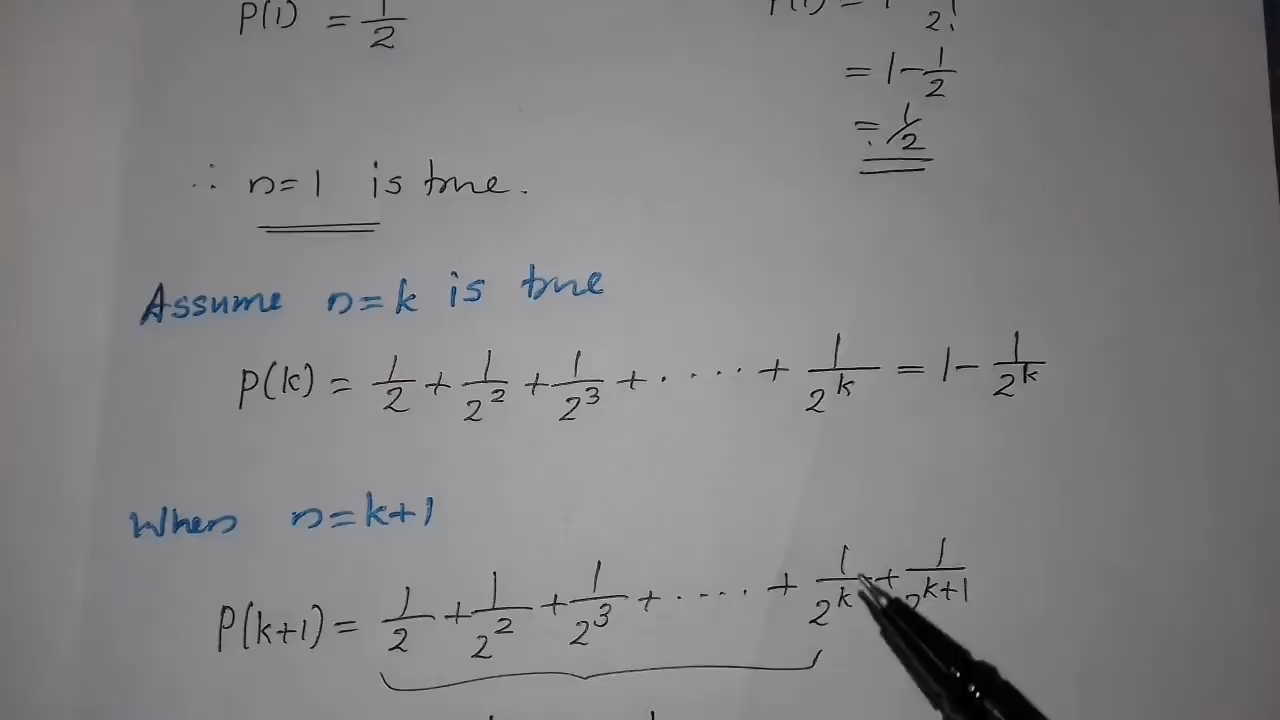 P(1) = 1/2
2!
= 1 - 1/2
= 1/2
∴ n=1 is true.
Assume n=k is true
P(k) = 1/2 + 1/2^2 + 1/2^3 + ..... + 1/2^k = 1 - 1/2^k
When n=k+1
P(k+1) = 1/2 + 1/2^2 + 1/2^3 + ..... + 1/2^k + 1/2^(k+1)